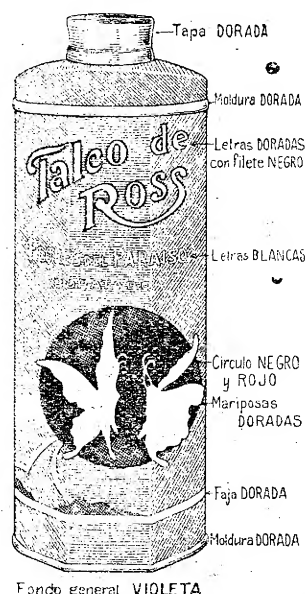 Tapa DORADA
Moldura DORADA
Talco de
Ross
Letras DORADAS
con filete NEGRO
Letras BLANCAS
Circulo NEGRO
y ROJO
Mariposas
DORADAS
Faja DORADA
Moldura DORADA
Fondo general VIOLETA